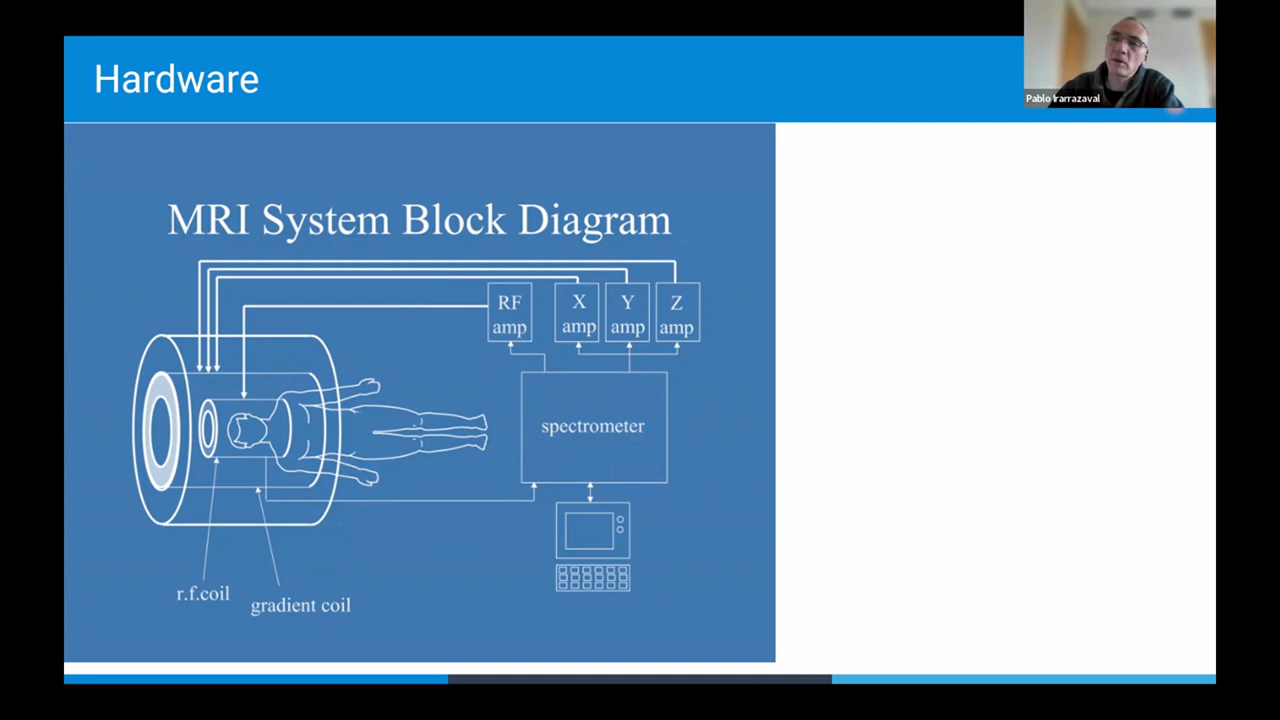 Hardware
Pablo Irarrazaval
MRI System Block Diagram
RF
amp
X
amp
Y
amp
Z
amp
spectrometer
r.f.coil
gradient coil